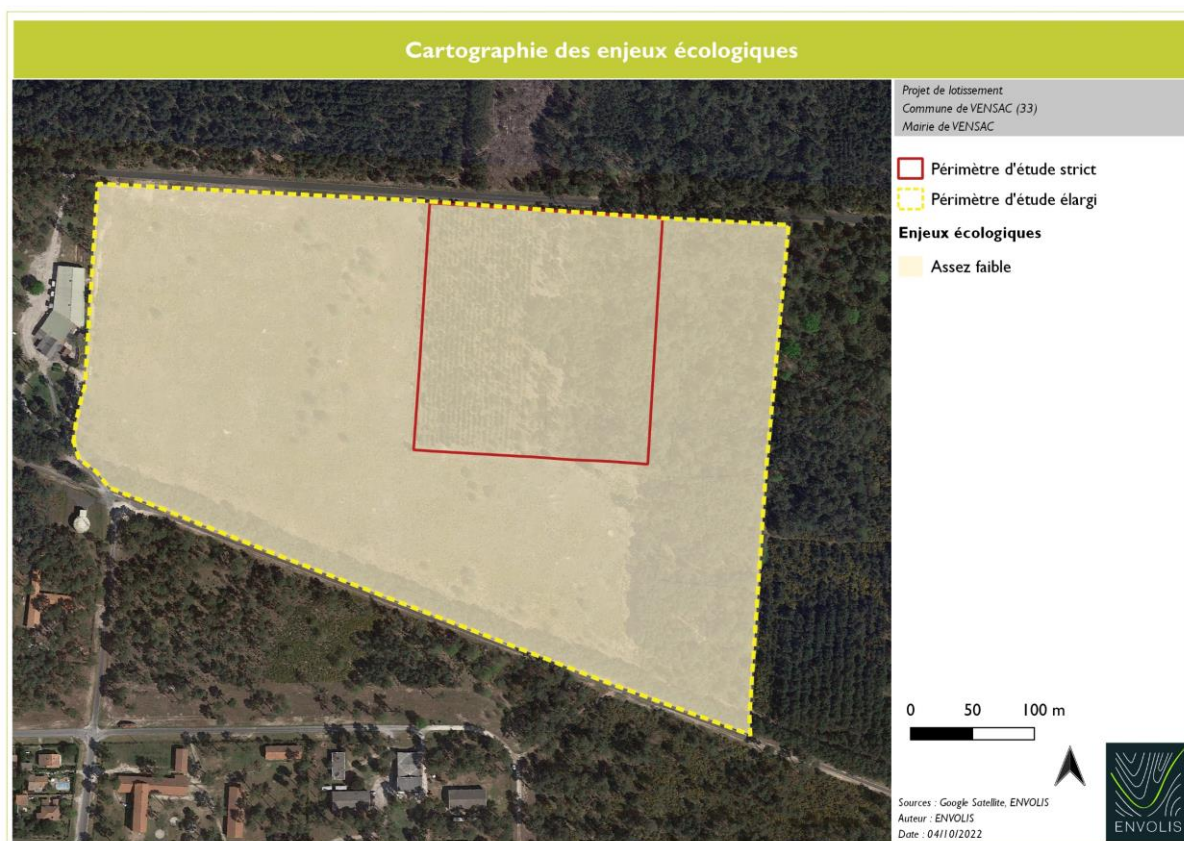 Cartographie des enjeux écologiques
Projet de lotissement
Commune de VENSAC (33)
Mairie de VENSAC
Périmètre d'étude strict
Périmètre d'étude élargi
Enjeux écologiques
Assez faible
0 50 100 m
Sources : Google Satellite, ENVOLIS
Auteur : ENVOLIS
Date : 04/10/2022
ENVOLIS